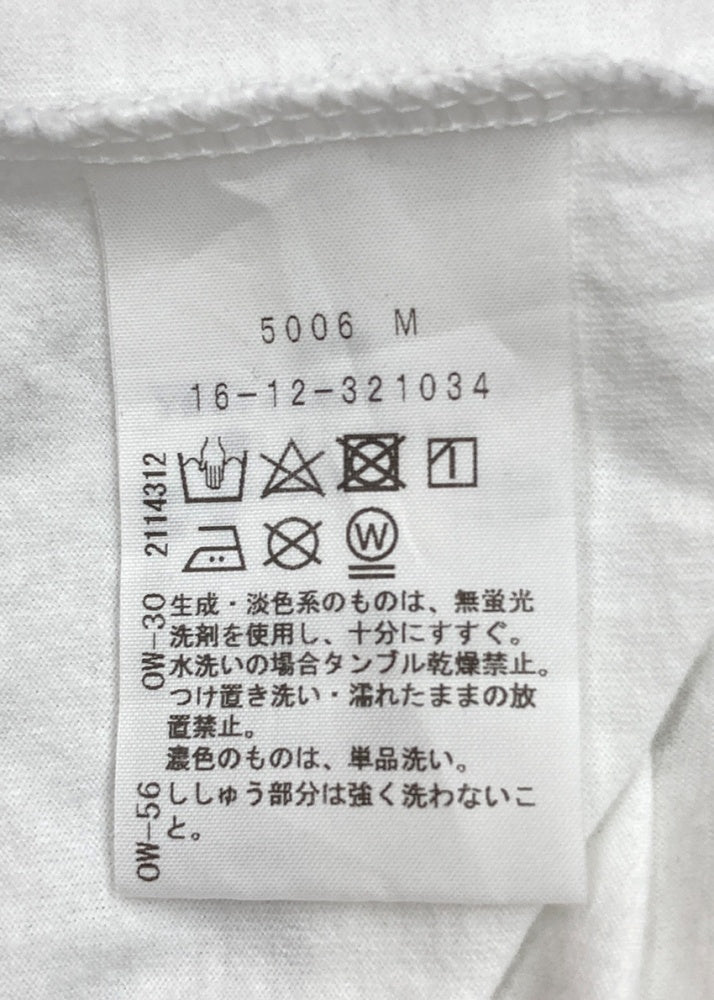 5006 M
16-12-321034
2114312
W
OW-30
生成・淡色系のものは、無蛍光
洗剤を使用し、十分にすすぐ。
水洗いの場合タンブル乾燥禁止。
つけ置き洗い・濡れたままの放
置禁止。
濃色のものは、単品洗い。
OW-56
ししゅう部分は強く洗わないこ
と。